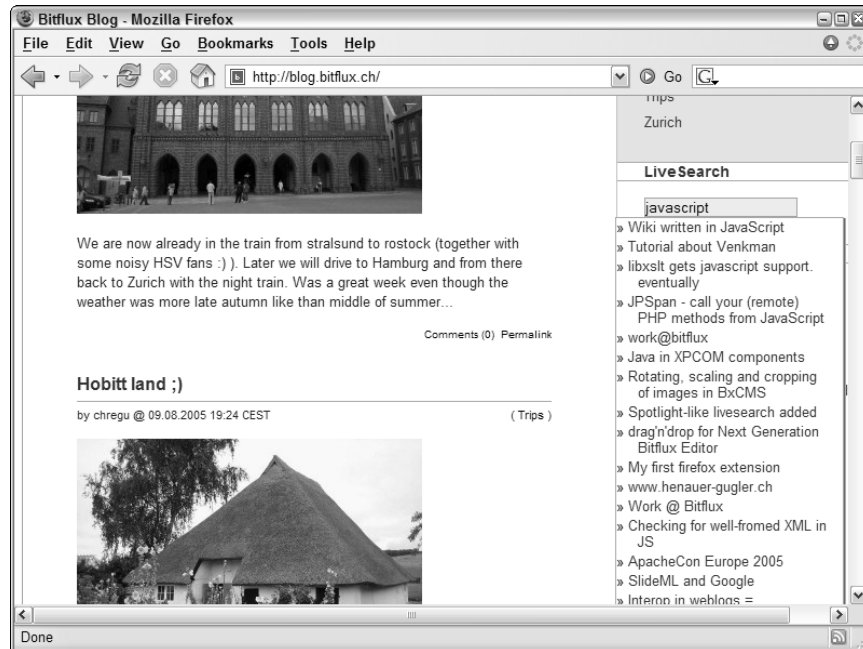 Bitflux Blog - Mozilla Firefox
File Edit View Go Bookmarks Tools Help
http://blog.bitflux.ch/ Go G
Trips
Zurich
LiveSearch
javascript
» Wiki written in JavaScript
» Tutorial about Venkman
» libxslt gets javascript support.
eventually
» JPSpan - call your (remote)
PHP methods from JavaScript
» work@bitflux
» Java in XPCOM components
» Rotating, scaling and cropping
of images in BxCMS
» Spotlight-like livesearch added
» drag'n'drop for Next Generation
Bitflux Editor
» My first firefox extension
» www.henauer-gugler.ch
» Work @ Bitflux
» Checking for well-fromed XML in
JS
» ApacheCon Europe 2005
» SlideML and Google
» Interop in weblogs =
We are now already in the train from stralsund to rostock (together with
some noisy HSV fans :) ). Later we will drive to Hamburg and from there
back to Zurich with the night train. Was a great week even though the
weather was more late autumn like than middle of summer...
Comments (0) Permalink
Hobitt land ;)
by chregu @ 09.08.2005 19:24 CEST ( Trips )
Done